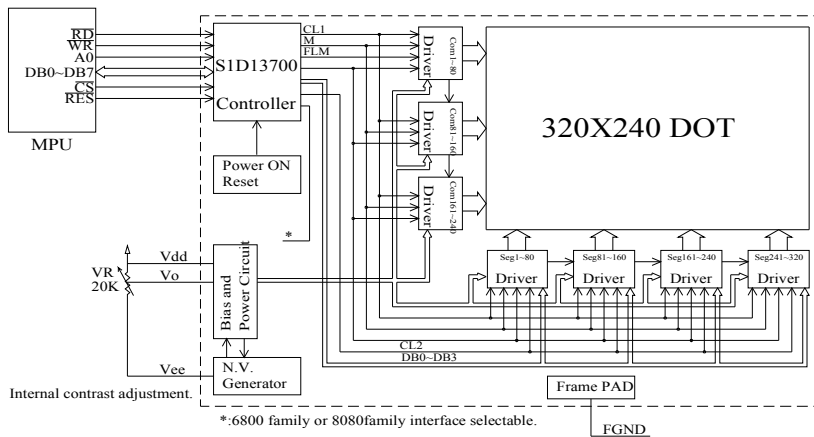 RD
WR
A0
DB0~DB7
CS
RES
MPU
S1D13700
Controller
Power ON
Reset
CL1
M
FLM
Driver
Com1~80
Driver
Com81~160
Driver
Com161~240
320X240 DOT
*
Vdd
VR
20K
Vo
Bias and
Power Circuit
Vee
N.V.
Generator
Seg1~80
Driver
Seg81~160
Driver
Seg161~240
Driver
Seg241~320
Driver
CL2
DB0~DB3
Internal contrast adjustment.
Frame PAD
*:6800 family or 8080family interface selectable.
FGND